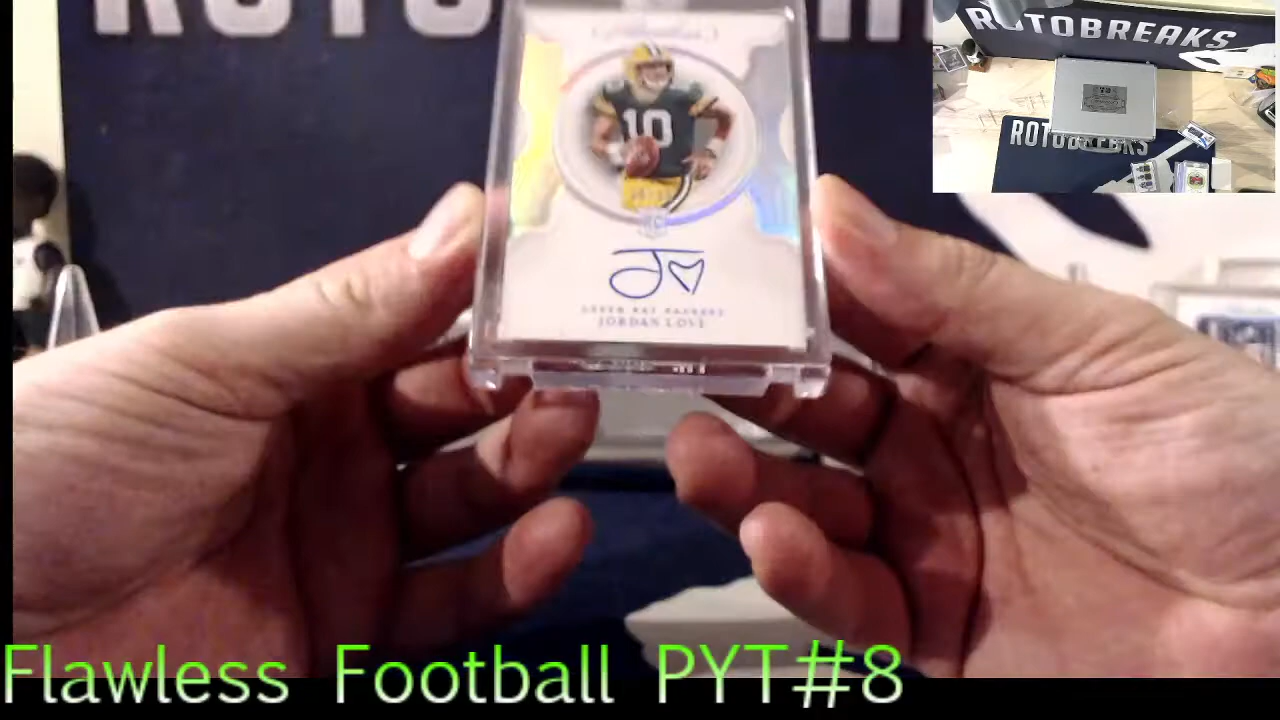 ROTOBREAKS
ROTOBREAKS
10
GREEN BAY PACKERS
JORDAN LOVE
Flawless Football PYT#8